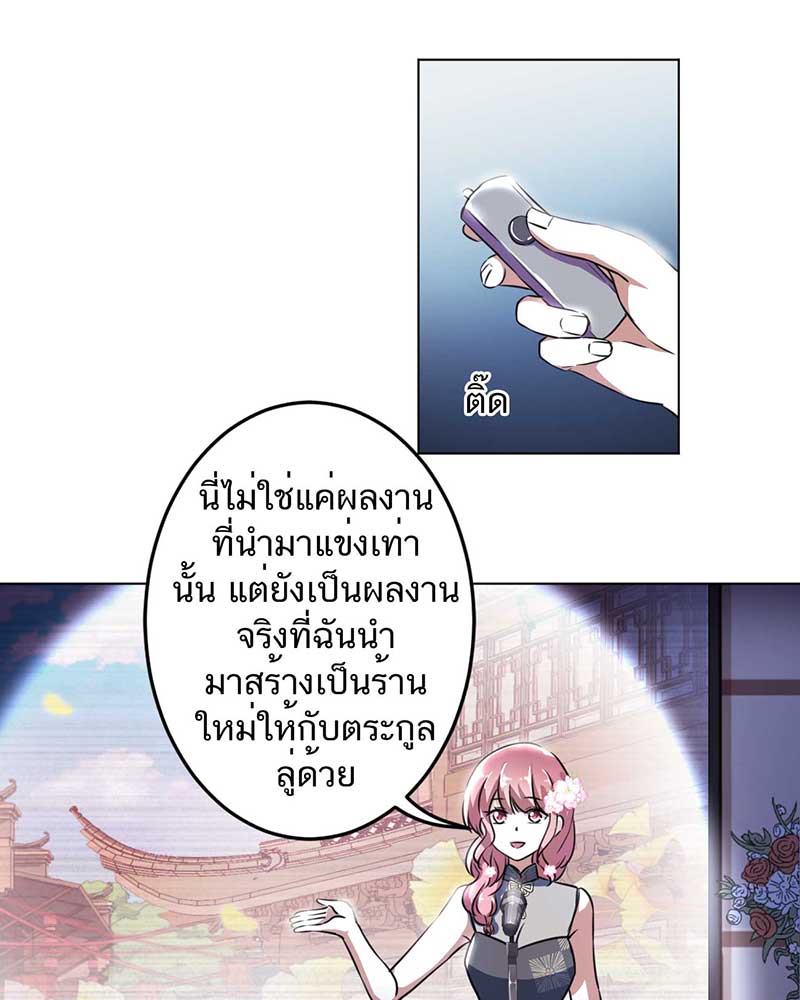 ติ๊ด
นี่ไม่ใช่แค่ผลงาน
ที่นำมาแข่งเท่า
นั้น แต่ยังเป็นผลงาน
จริงที่ฉันนำ
มาสร้างเป็นร้าน
ใหม่ให้กับตระกูล
ลู่ด้วย